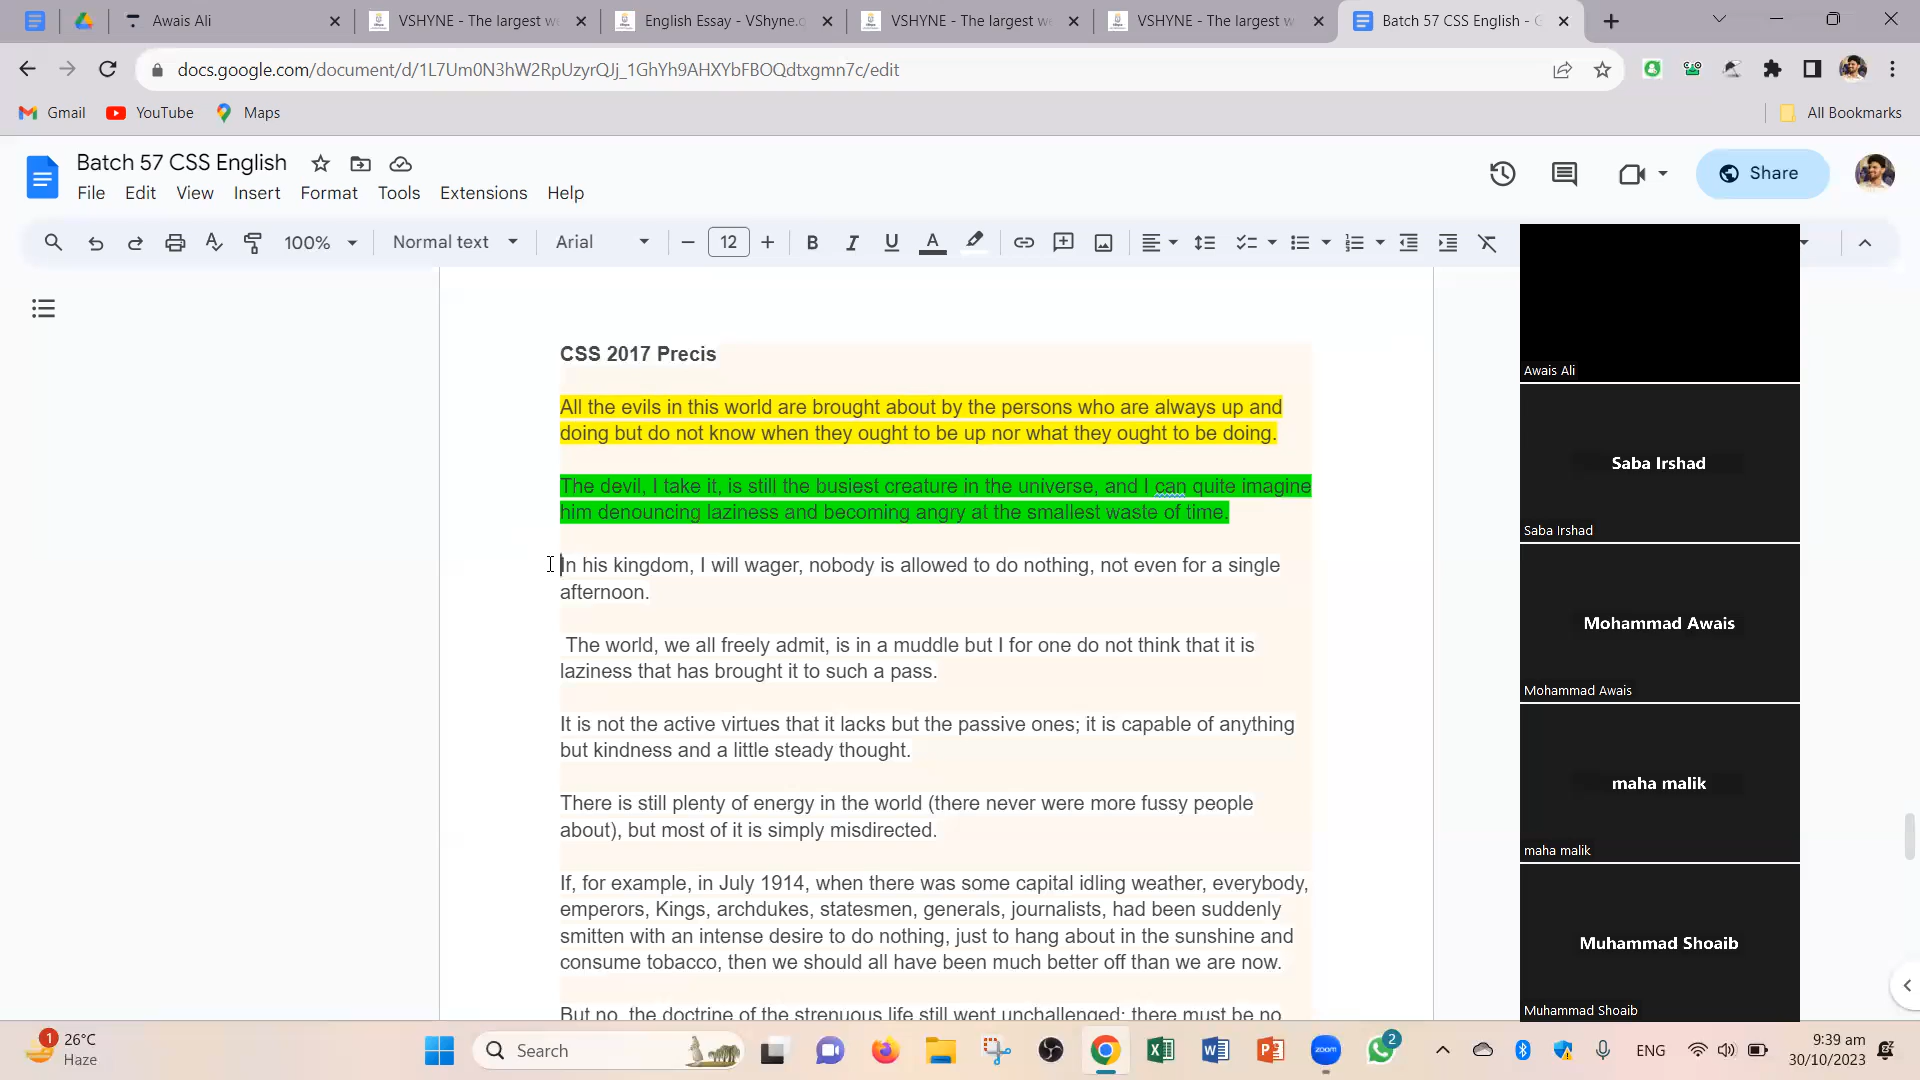 Awais Ali
VSHYNE - The largest w
English Essay - VShyne.
VSHYNE - The largest w
VSHYNE - The largest w
Batch 57 CSS English -
docs.google.com/document/d/1L7Um0N3hW2RpUzyrQJj_1GhYh9AHXYbFBOQdtxgmn7c/edit
Gmail
YouTube
Maps
All Bookmarks
Batch 57 CSS English
File Edit View Insert Format Tools Extensions Help
Share
100%
Normal text
Arial
12
CSS 2017 Precis
All the evils in this world are brought about by the persons who are always up and
doing but do not know when they ought to be up nor what they ought to be doing.
The devil, I take it, is still the busiest creature in the universe, and I can quite imagine
him denouncing laziness and becoming angry at the smallest waste of time.
In his kingdom, I will wager, nobody is allowed to do nothing, not even for a single
afternoon.
The world, we all freely admit, is in a muddle but I for one do not think that it is
laziness that has brought it to such a pass.
It is not the active virtues that it lacks but the passive ones; it is capable of anything
but kindness and a little steady thought.
There is still plenty of energy in the world (there never were more fussy people
about), but most of it is simply misdirected.
If, for example, in July 1914, when there was some capital idling weather, everybody,
emperors, Kings, archdukes, statesmen, generals, journalists, had been suddenly
smitten with an intense desire to do nothing, just to hang about in the sunshine and
consume tobacco, then we should all have been much better off than we are now.
But no, the doctrine of the strenuous life still went unchallenged; there must be no
Awais Ali
Saba Irshad
Saba Irshad
Mohammad Awais
Mohammad Awais
maha malik
maha malik
Muhammad Shoaib
Muhammad Shoaib
1
26°C
Haze
Search
zoom
2
ENG
9:39 am
30/10/2023